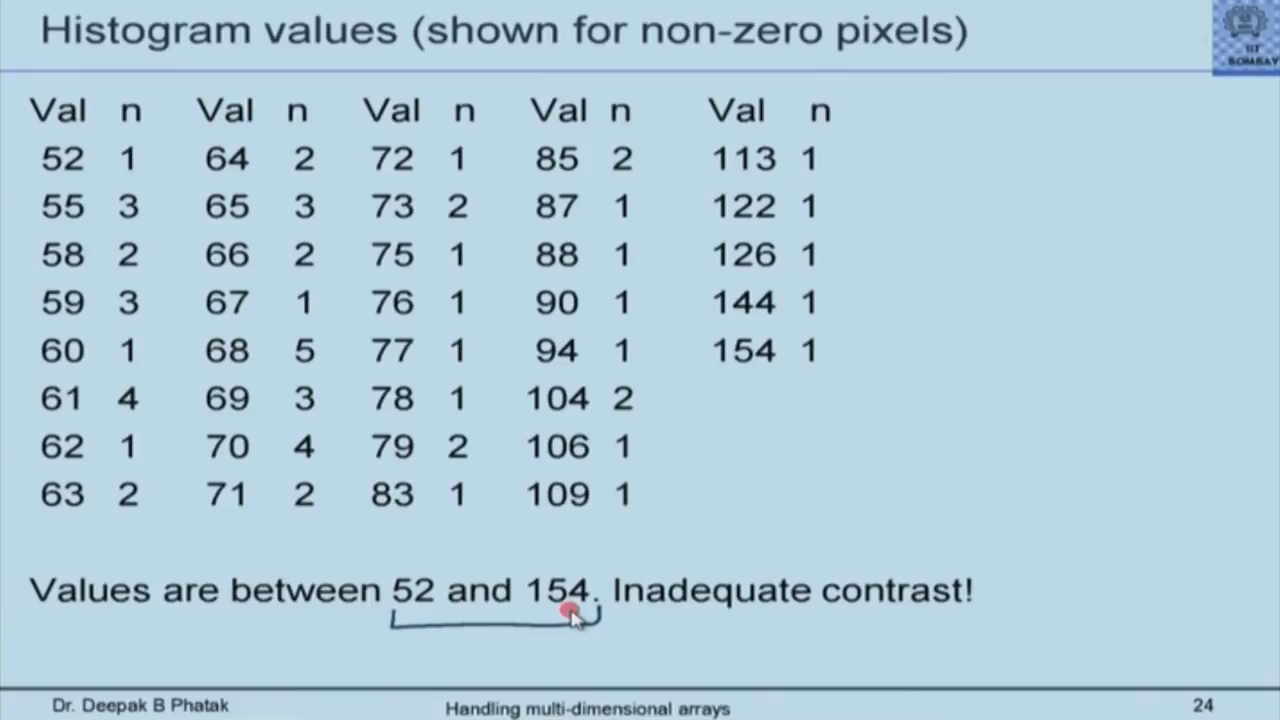 Histogram values (shown for non-zero pixels)
IIT
BOMBAY
Val n Val n Val n Val n Val n
52 1 64 2 72 1 85 2 113 1
55 3 65 3 73 2 87 1 122 1
58 2 66 2 75 1 88 1 126 1
59 3 67 1 76 1 90 1 144 1
60 1 68 5 77 1 94 1 154 1
61 4 69 3 78 1 104 2
62 1 70 4 79 2 106 1
63 2 71 2 83 1 109 1
Values are between 52 and 154. Inadequate contrast!
Dr. Deepak B Phatak Handling multi-dimensional arrays 24